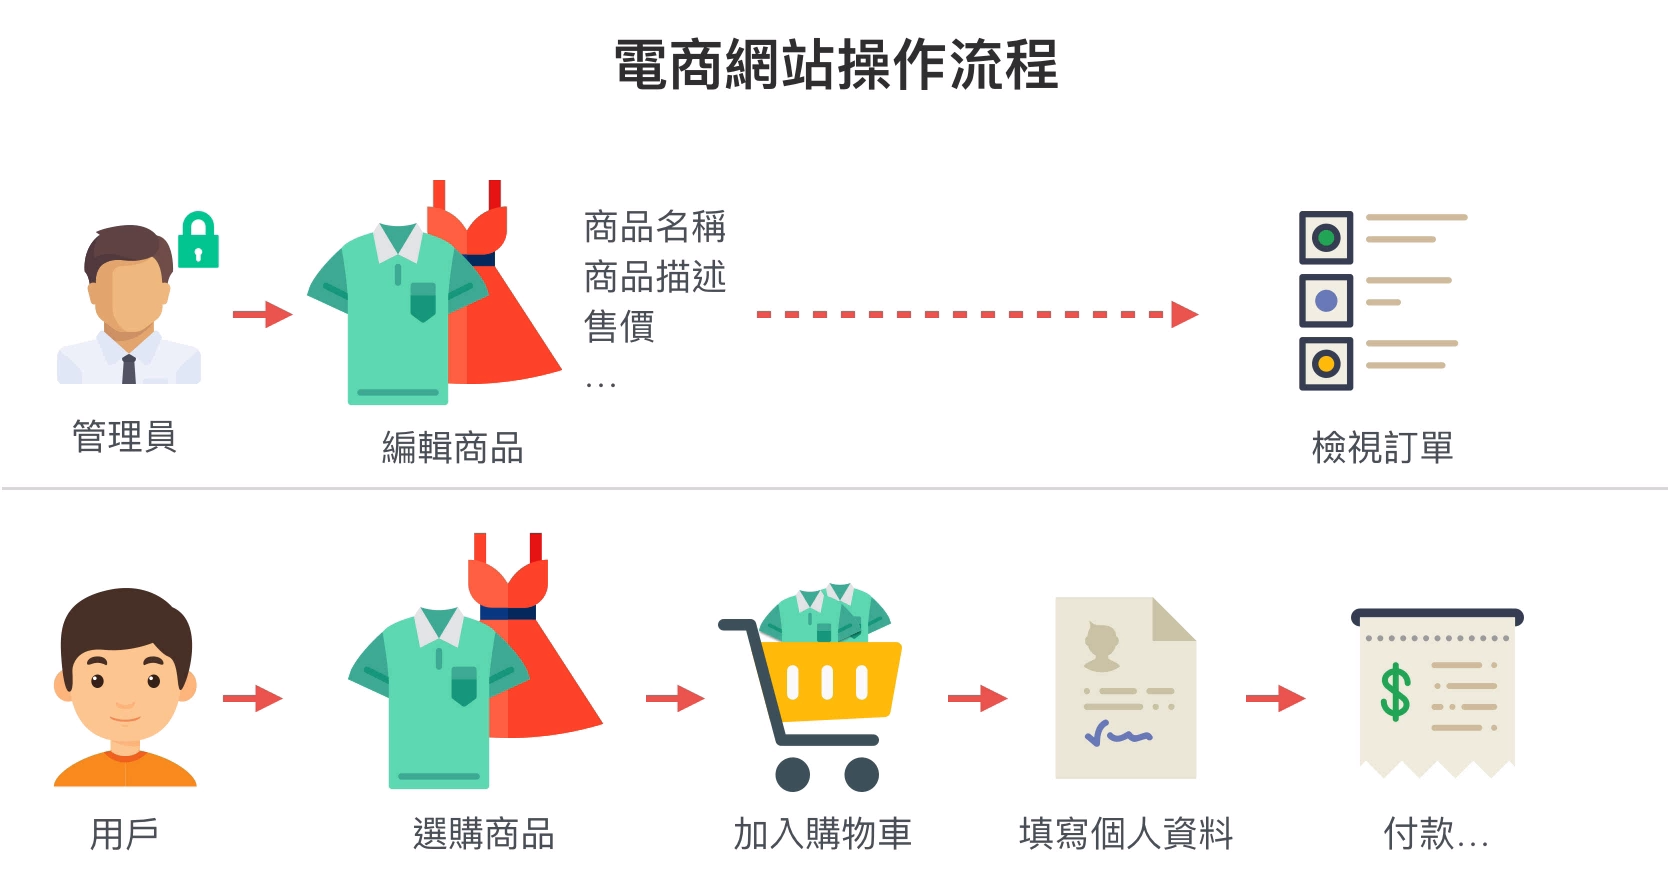 電商網站操作流程
商品名稱
商品描述
售價
...
管理員
編輯商品
檢視訂單
用戶
選購商品
加入購物車
填寫個人資料
付款...